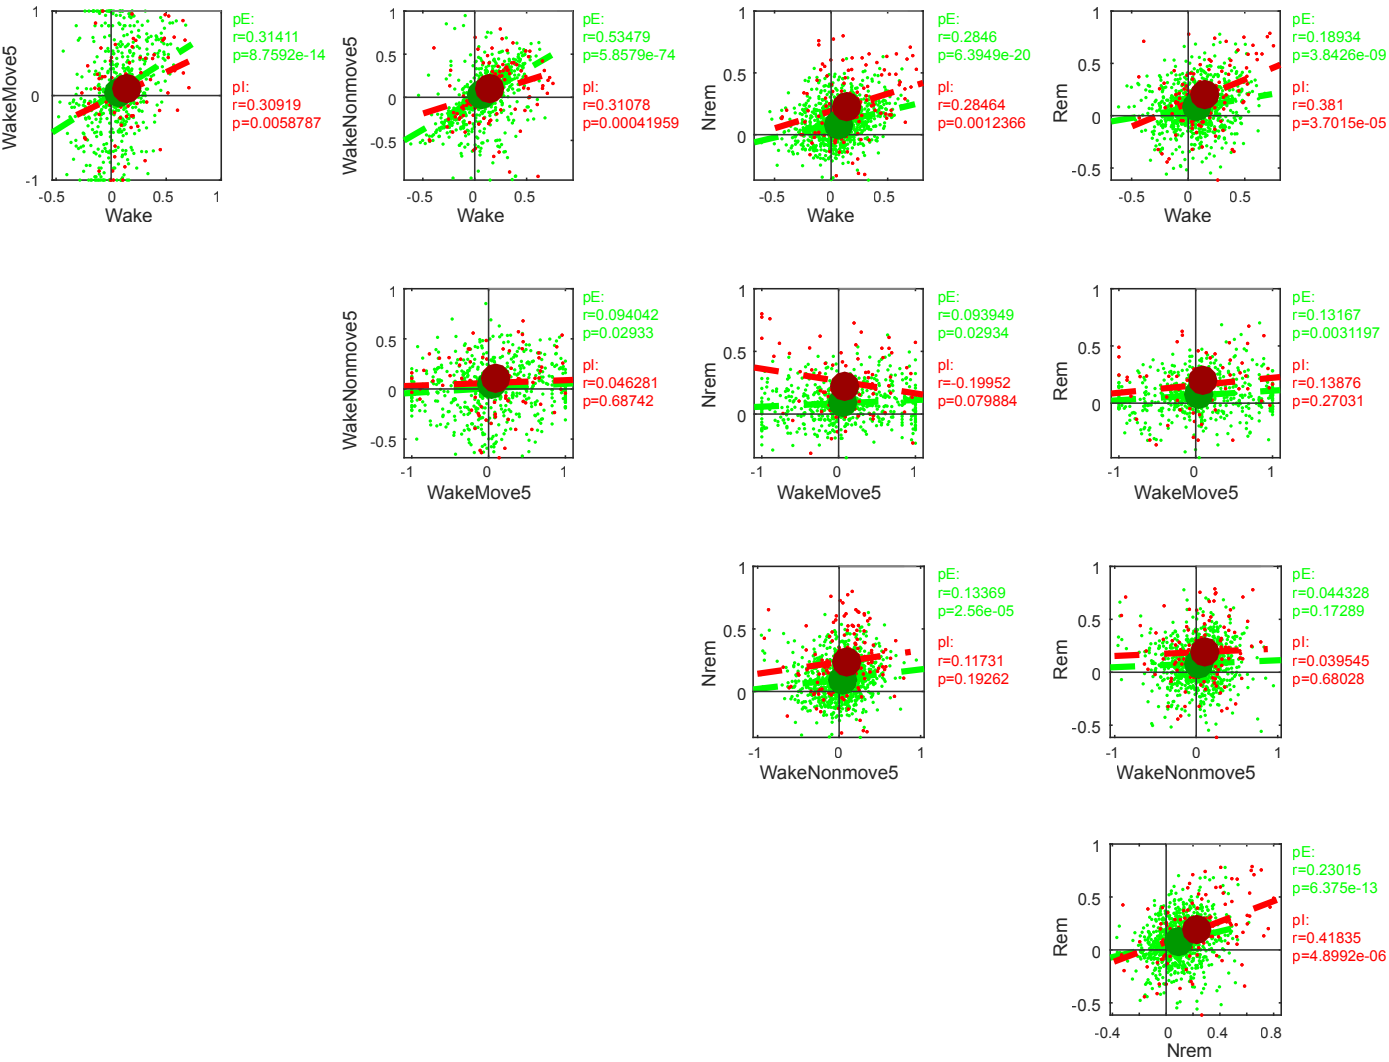 WakeMove5
1
0
-1
-0.5
0
0.5
1
Wake
pE:
r=0.31411
p=8.7592e-14
pI:
r=0.30919
p=0.0058787
WakeNonmove5
1
0.5
0
-0.5
-0.5
0
0.5
Wake
pE:
r=0.53479
p=5.8579e-74
pI:
r=0.31078
p=0.00041959
Nrem
1
0.5
0
-0.5
0
0.5
Wake
pE:
r=0.2846
p=6.3949e-20
pI:
r=0.28464
p=0.0012366
Rem
1
0.5
0
-0.5
-0.5
0
0.5
Wake
pE:
r=0.18934
p=3.8426e-09
pI:
r=0.381
p=3.7015e-05
WakeNonmove5
1
0.5
0
-0.5
-1
0
1
WakeMove5
pE:
r=0.094042
p=0.02933
pI:
r=0.046281
p=0.68742
Nrem
1
0.5
0
-1
0
1
WakeMove5
pE:
r=0.093949
p=0.02934
pI:
r=-0.19952
p=0.079884
Rem
1
0.5
0
-1
0
1
WakeMove5
pE:
r=0.13167
p=0.0031197
pI:
r=0.13876
p=0.27031
Nrem
1
0.5
0
-1
0
1
WakeNonmove5
pE:
r=0.13369
p=2.56e-05
pI:
r=0.11731
p=0.19262
Rem
1
0.5
0
-0.5
-1
0
1
WakeNonmove5
pE:
r=0.044328
p=0.17289
pI:
r=0.039545
p=0.68028
Rem
1
0.5
0
-0.5
-0.4
0
0.4
0.8
Nrem
pE:
r=0.23015
p=6.375e-13
pI:
r=0.41835
p=4.8992e-06